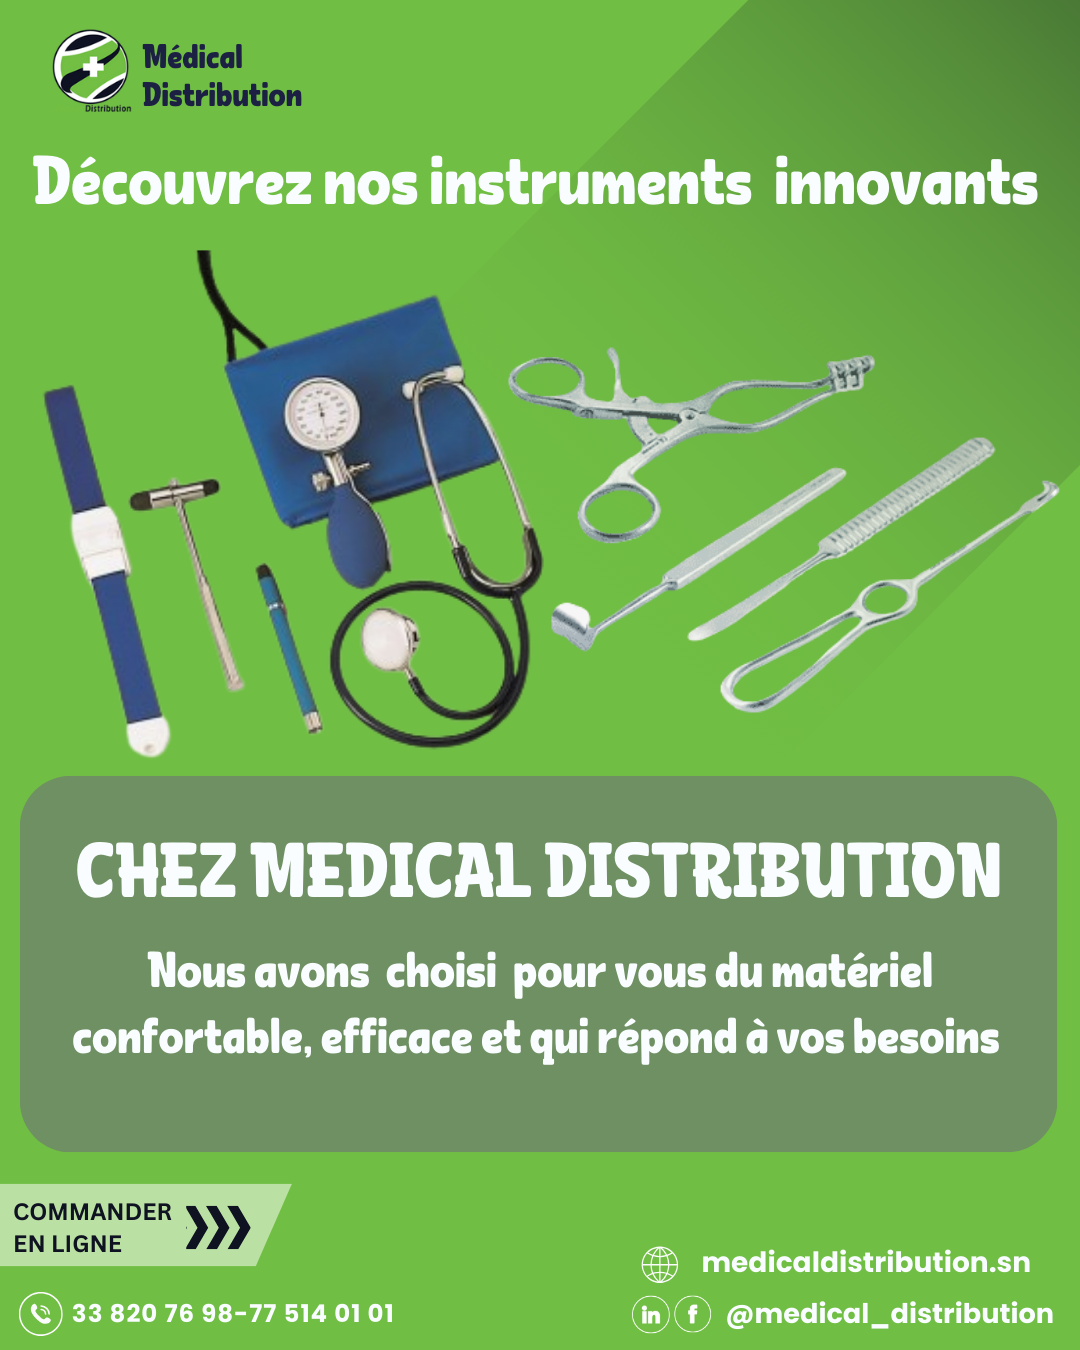 Médical
Distribution
Distribution
Découvrez nos instruments  innovants
CHEZ MEDICAL DISTRIBUTION
Nous avons  choisi  pour vous du matériel
confortable, efficace et qui répond à vos besoins
COMMANDER
EN LIGNE
medicaldistribution.sn
33 820 76 98-77 514 01 01
in f @medical_distribution